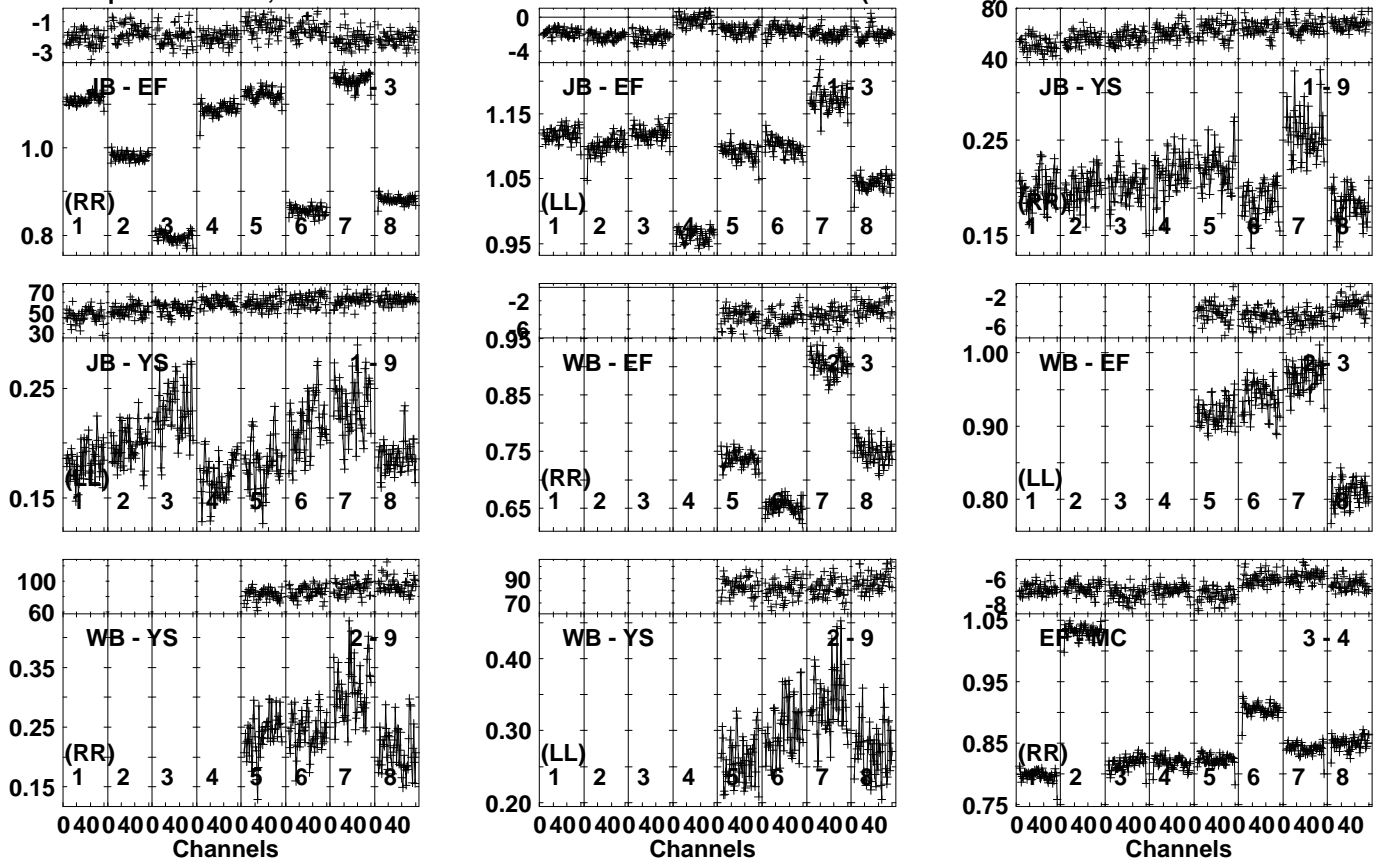 -1
-3
JB - EF 1 - 3
1.0
(RR)
1 2 3 4 5 6 7 8
0.8
0
-4
JB - EF 1 - 3
1.15
1.05
(LL)
1 2 3 4 5 6 7 8
0.95
80
40
JB - YS 1 - 9
0.25
(RR)
1 2 3 4 5 6 7 8
0.15
70
50
30
JB - YS 1 - 9
0.25
(LL)
0.15
1 2 3 4 5 6 7 8
-2
-6
0.95
WB - EF 2 - 3
0.85
0.75
(RR)
0.65
1 2 3 4 5 6 7 8
-2
-6
1.00
WB - EF 2 - 3
0.90
(LL)
0.80
1 2 3 4 5 6 7 8
100
60
WB - YS 2 - 9
0.35
0.25
(RR)
0.15
1 2 3 4 5 6 7 8
0 40 0 40 0 40 0 40 0 40 0 40 0 40 0 40
Channels
90
70
WB - YS 2 - 9
0.40
0.30
(LL)
1 2 3 4 5 6 7 8
0.20
0 40 0 40 0 40 0 40 0 40 0 40 0 40 0 40
Channels
-6
-8
1.05
EF - MC 3 - 4
0.95
0.85
(RR)
1 2 3 4 5 6 7 8
0.75
0 40 0 40 0 40 0 40 0 40 0 40 0 40 0 40
Channels